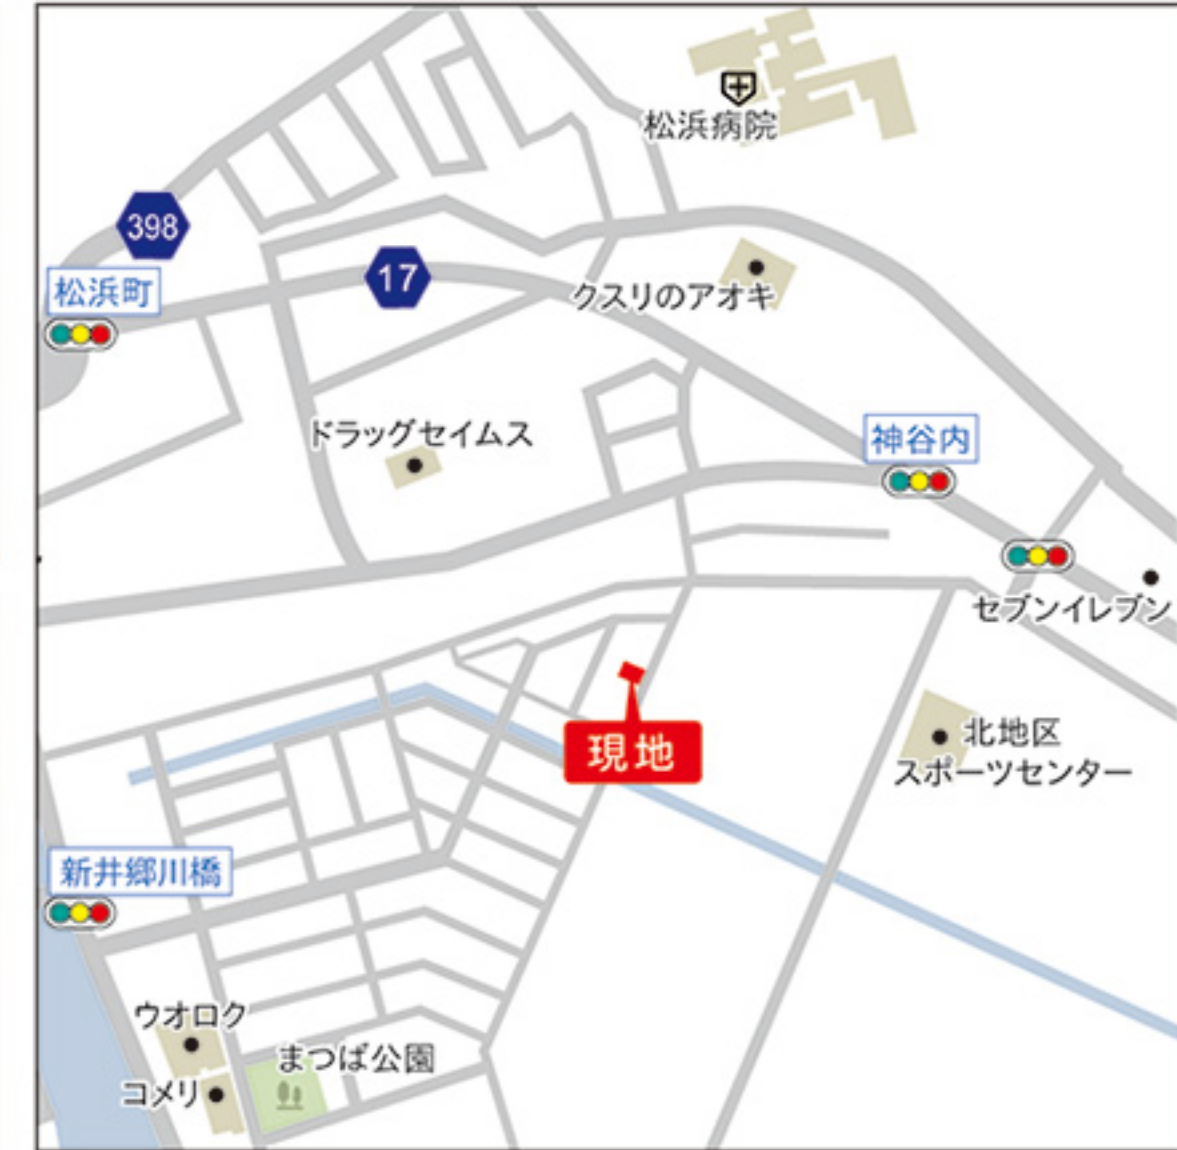 松浜病院
398
松浜町
17
クスリのアオキ
ドラッグセイムス
神谷内
セブンイレブン
現地
北地区
スポーツセンター
新井郷川橋
ウオロク
まつば公園
コメリ